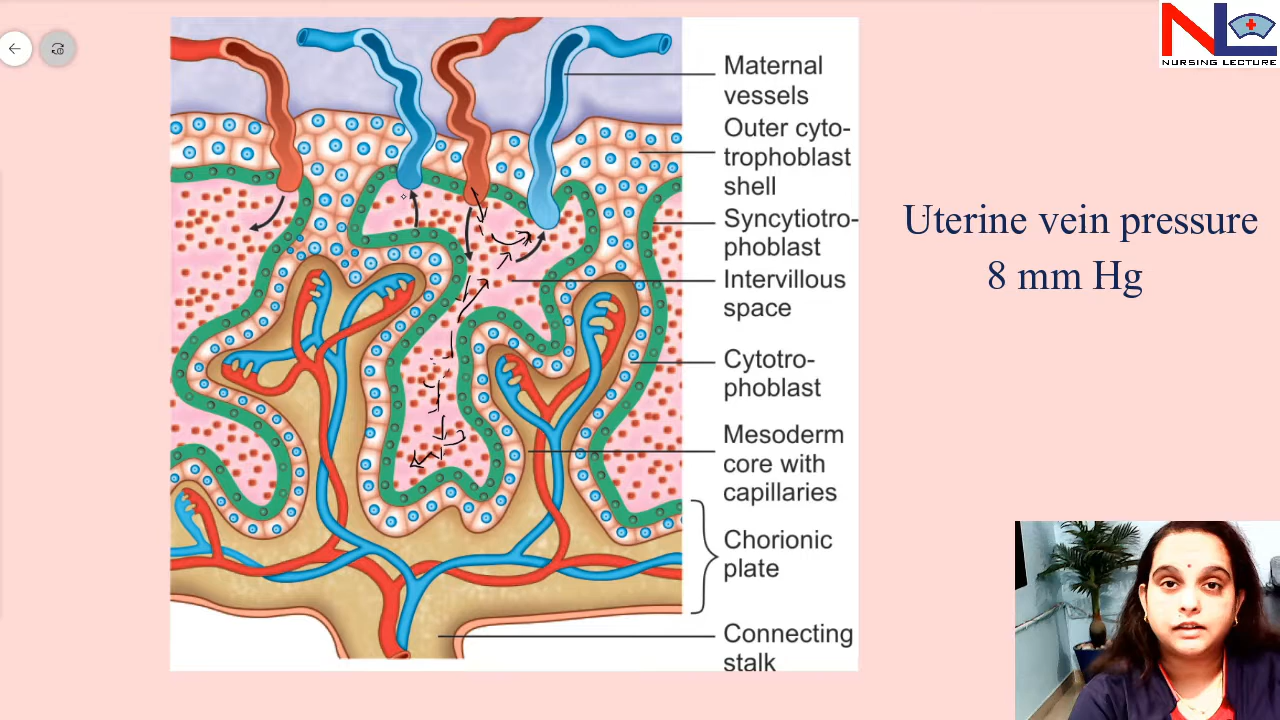 NL
NURSING LECTURE
Maternal
vessels
Outer cyto-
trophoblast
shell
Syncytiotro-
phoblast
Intervillous
space
Cytotro-
phoblast
Mesoderm
core with
capillaries
Chorionic
plate
Connecting
stalk
Uterine vein pressure
8 mm Hg